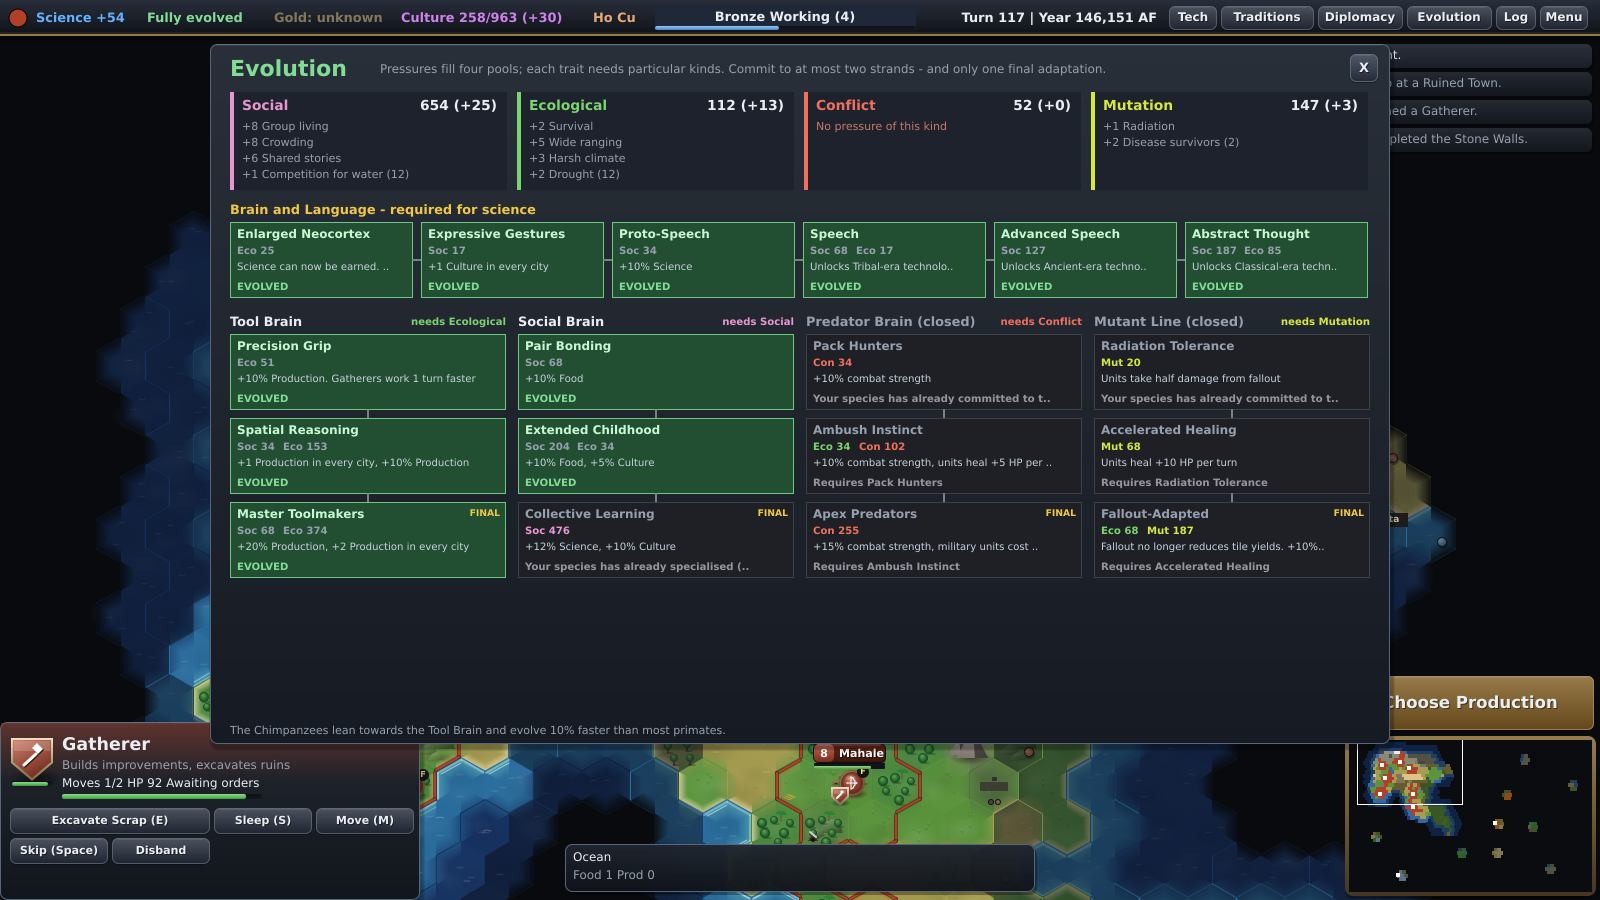 Science +54 Fully evolved Gold: unknown Culture 258/963 (+30) Ho Cu Bronze Working (4) Turn 117 | Year 146,151 AF Tech Traditions Diplomacy Evolution Log Menu
Evolution Pressures fill four pools; each trait needs particular kinds. Commit to at most two strands - and only one final adaptation. X
at a Ruined Town.
a Gatherer.
the Stone Walls.
Social 654 (+25)
+8 Group living
+8 Crowding
+6 Shared stories
+1 Competition for water (12)
Ecological 112 (+13)
+2 Survival
+5 Wide ranging
+3 Harsh climate
+2 Drought (12)
Conflict 52 (+0)
No pressure of this kind
Mutation 147 (+3)
+1 Radiation
+2 Disease survivors (2)
Brain and Language - required for science
Enlarged Neocortex
Eco 25
Science can now be earned. ..
EVOLVED
Expressive Gestures
Soc 17
+1 Culture in every city
EVOLVED
Proto-Speech
Soc 34
+10% Science
EVOLVED
Speech
Soc 68 Eco 17
Unlocks Tribal-era technolo..
EVOLVED
Advanced Speech
Soc 127
Unlocks Ancient-era techno..
EVOLVED
Abstract Thought
Soc 187 Eco 85
Unlocks Classical-era techn..
EVOLVED
Tool Brain needs Ecological
Precision Grip
Eco 51
+10% Production. Gatherers work 1 turn faster
EVOLVED
Spatial Reasoning
Soc 34 Eco 153
+1 Production in every city, +10% Production
EVOLVED
Master Toolmakers FINAL
Soc 68 Eco 374
+20% Production, +2 Production in every city
EVOLVED
Social Brain needs Social
Pair Bonding
Soc 68
+10% Food
EVOLVED
Extended Childhood
Soc 204 Eco 34
+10% Food, +5% Culture
EVOLVED
Collective Learning FINAL
Soc 476
+12% Science, +10% Culture
Your species has already specialised (..
Predator Brain (closed) needs Conflict
Pack Hunters
Con 34
+10% combat strength
Your species has already committed to t..
Ambush Instinct
Eco 34 Con 102
+10% combat strength, units heal +5 HP per ..
Requires Pack Hunters
Apex Predators FINAL
Con 255
+15% combat strength, military units cost ..
Requires Ambush Instinct
Mutant Line (closed) needs Mutation
Radiation Tolerance
Mut 20
Units take half damage from fallout
Your species has already committed to t..
Accelerated Healing
Mut 68
Units heal +10 HP per turn
Requires Radiation Tolerance
Fallout-Adapted FINAL
Eco 68 Mut 187
Fallout no longer reduces tile yields. +10%..
Requires Accelerated Healing
The Chimpanzees lean towards the Tool Brain and evolve 10% faster than most primates.
Choose Production
Gatherer
Builds improvements, excavates ruins
Moves 1/2 HP 92 Awaiting orders
Excavate Scrap (E) Sleep (S) Move (M)
Skip (Space) Disband
8 Mahale
F
F
Ocean
Food 1 Prod 0